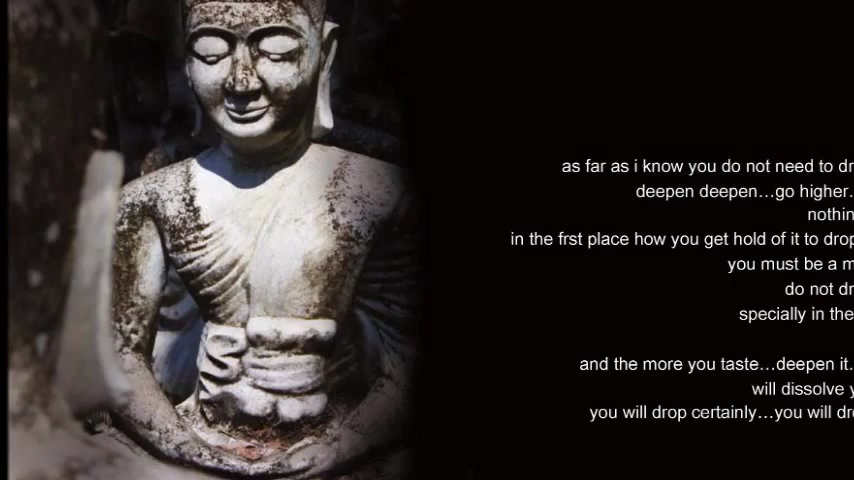 as far as i know you do not need to
deepen deepen...go higher...

in the frst place how you get hold of it to drop
you must be a
do not
specially in the
and the more you taste...deepen it...
will dissolve
you will drop certainly...you will